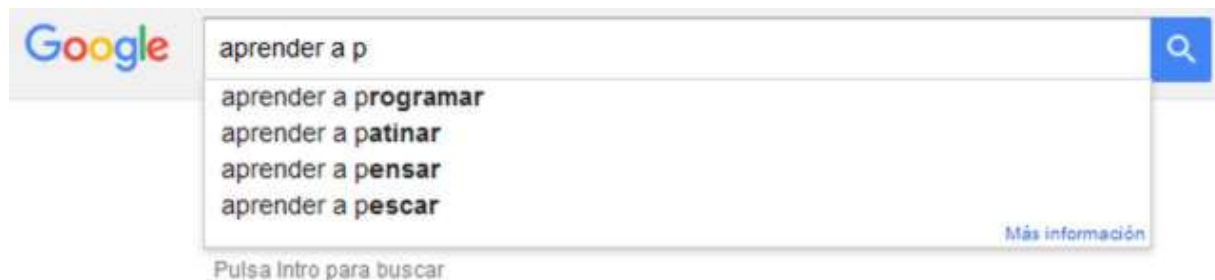 Google
aprender a p
aprender a programar
aprender a patinar
aprender a pensar
aprender a pescar
Más información
Pulsa Intro para buscar